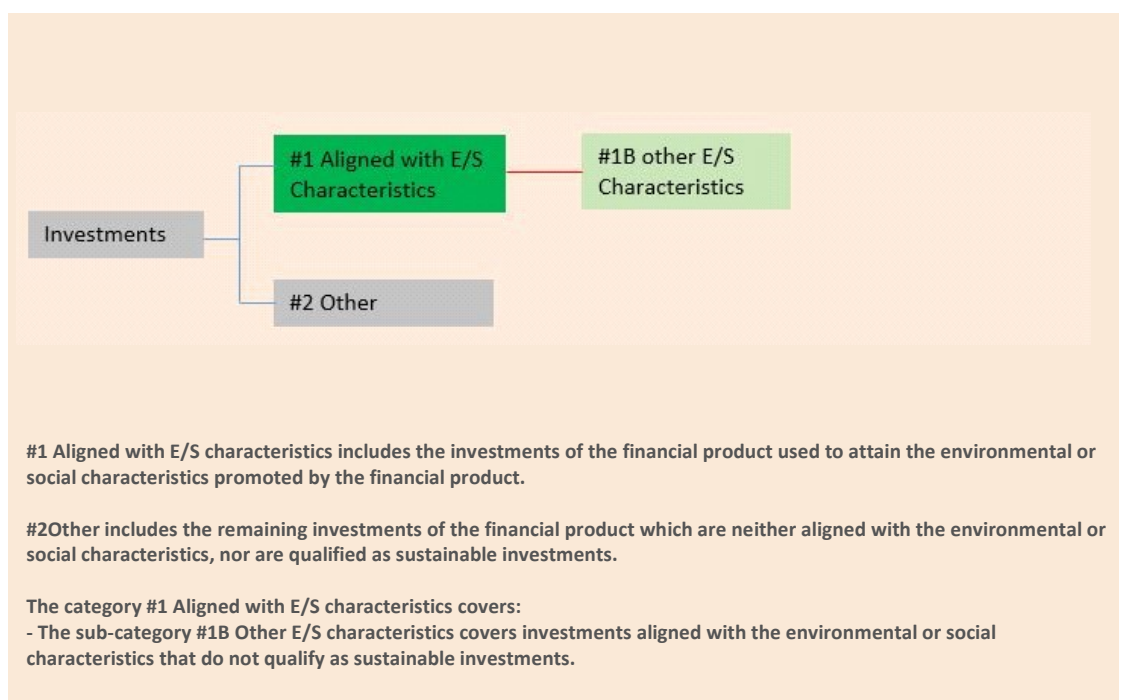 #1 Aligned with E/S
Characteristics
#1B other E/S
Characteristics
Investments
#2 Other
#1 Aligned with E/S characteristics includes the investments of the financial product used to attain the environmental or
social characteristics promoted by the financial product.
#2Other includes the remaining investments of the financial product which are neither aligned with the environmental or
social characteristics, nor are qualified as sustainable investments.
The category #1 Aligned with E/S characteristics covers:
- The sub-category #1B Other E/S characteristics covers investments aligned with the environmental or social
characteristics that do not qualify as sustainable investments.